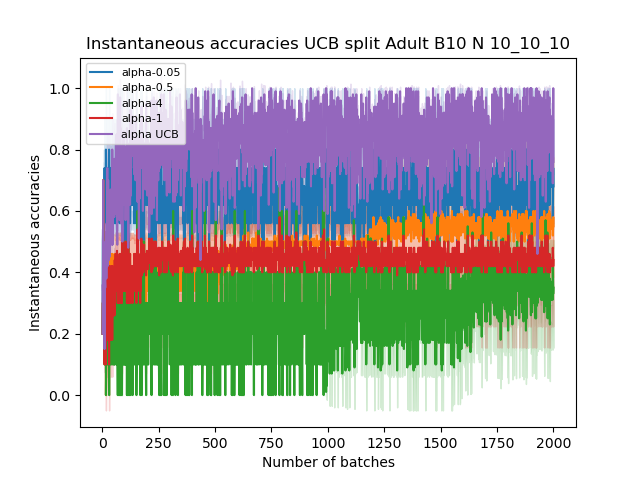 Instantaneous accuracies UCB split Adult B10 N 10_10_10
alpha-0.05
alpha-0.5
alpha-4
alpha-1
alpha UCB
Instantaneous accuracies
1.0
0.8
0.6
0.4
0.2
0.0
0 250 500 750 1000 1250 1500 1750 2000
Number of batches